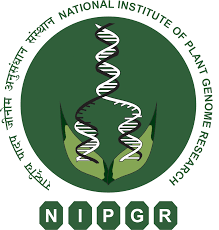 राष्ट्रीय पादप जीनोम अनुसंधान संस्थान
NATIONAL INSTITUTE OF PLANT GENOME RESEARCH
NIPGR